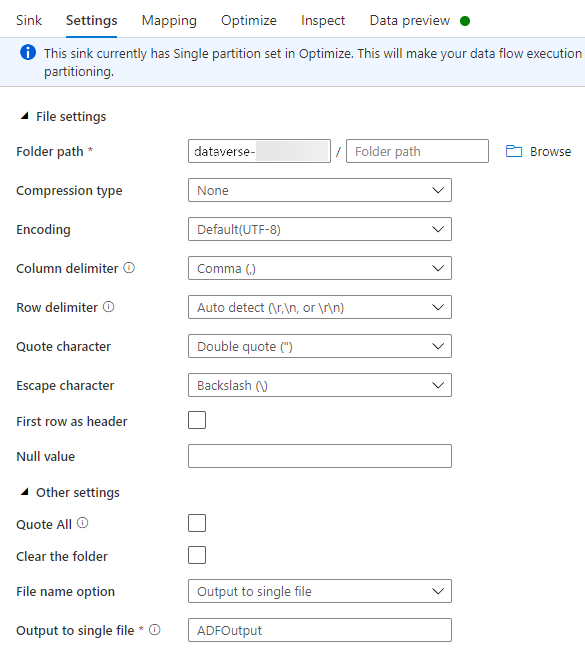 Sink Settings Mapping Optimize Inspect Data preview
This sink currently has Single partition set in Optimize. This will make your data flow execution
partitioning.
File settings
Folder path * dataverse- / Folder path Browse
Compression type None
Encoding Default(UTF-8)
Column delimiter Comma (,)
Row delimiter Auto detect (\r,\n, or \r\n)
Quote character Double quote (")
Escape character Backslash (\)
First row as header
Null value
Other settings
Quote All
Clear the folder
File name option Output to single file
Output to single file * ADFOutput